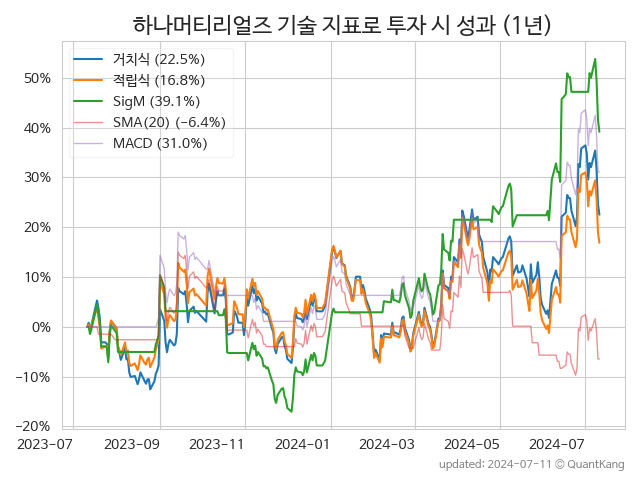 하나머티리얼즈 기술 지표로 투자 시 성과 (1년)
거치식 (22.5%)
적립식 (16.8%)
SigM (39.1%)
SMA(20) (−6.4%)
MACD (31.0%)
50%
40%
30%
20%
10%
0%
−10%
−20%
2023-07
2023-09
2023-11
2024-01
2024-03
2024-05
2024-07
updated: 2024-07-11 © QuantKang